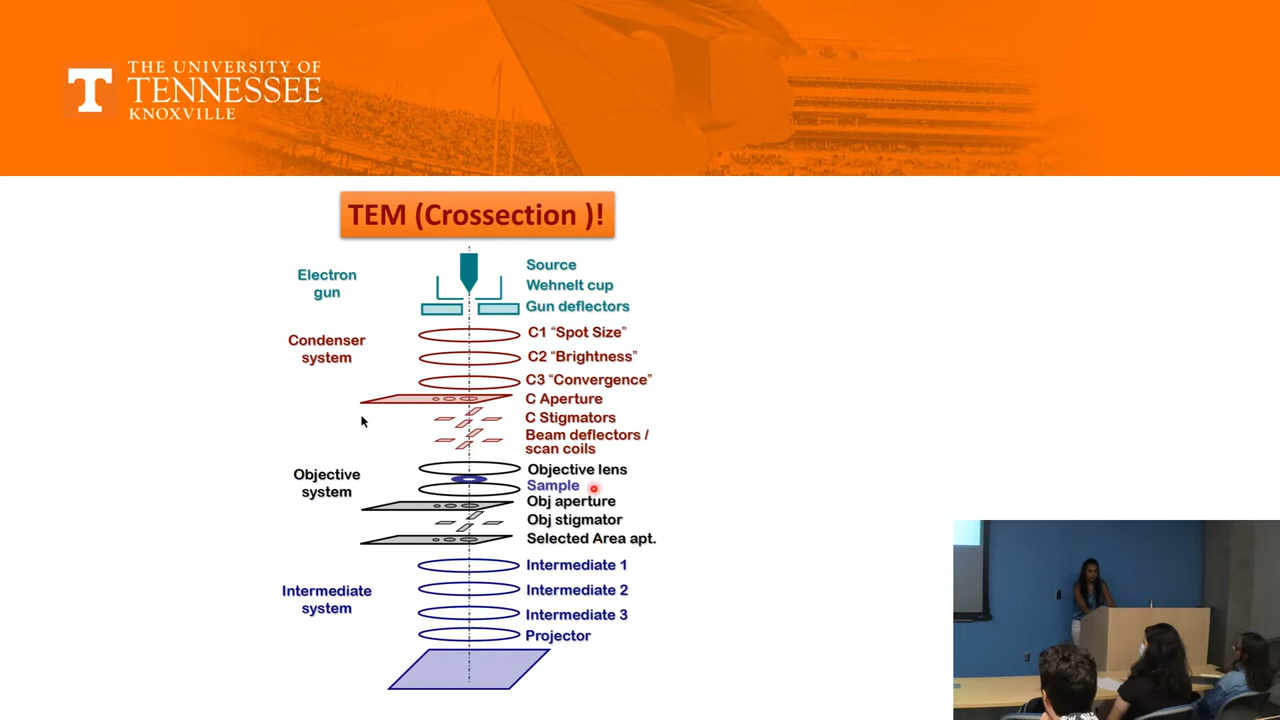 THE UNIVERSITY OF
TENNESSEE
KNOXVILLE
TEM (Crossection )!
Electron
gun
Source
Wehnelt cup
Gun deflectors
Condenser
system
C1 “Spot Size”
C2 “Brightness”
C3 “Convergence”
C Aperture
C Stigmators
Beam deflectors /
scan coils
Objective
system
Objective lens
Sample
Obj aperture
Obj stigmator
Selected Area apt.
Intermediate
system
Intermediate 1
Intermediate 2
Intermediate 3
Projector